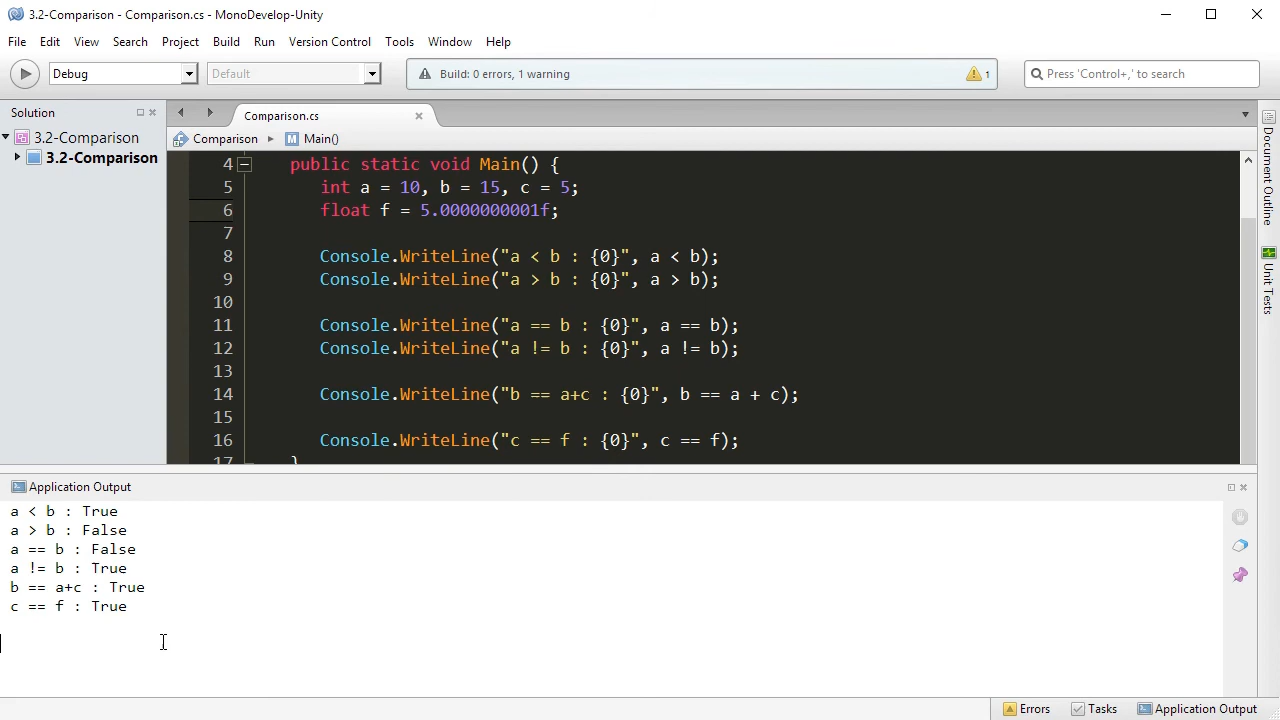 3.2-Comparison - Comparison.cs - MonoDevelop-Unity
File Edit View Search Project Build Run Version Control Tools Window Help
Debug Default Build: 0 errors, 1 warning 1 Press 'Control+,' to search
Solution
3.2-Comparison
3.2-Comparison
Comparison.cs
Comparison M Main()
4 public static void Main() {
5 int a = 10, b = 15, c = 5;
6 float f = 5.0000000001f;
7
8 Console.WriteLine("a < b : {0}", a < b);
9 Console.WriteLine("a > b : {0}", a > b);
10
11 Console.WriteLine("a == b : {0}", a == b);
12 Console.WriteLine("a != b : {0}", a != b);
13
14 Console.WriteLine("b == a+c : {0}", b == a + c);
15
16 Console.WriteLine("c == f : {0}", c == f);
17 }
Document Outline
Unit Tests
Application Output
a < b : True
a > b : False
a == b : False
a != b : True
b == a+c : True
c == f : True
Errors Tasks Application Output